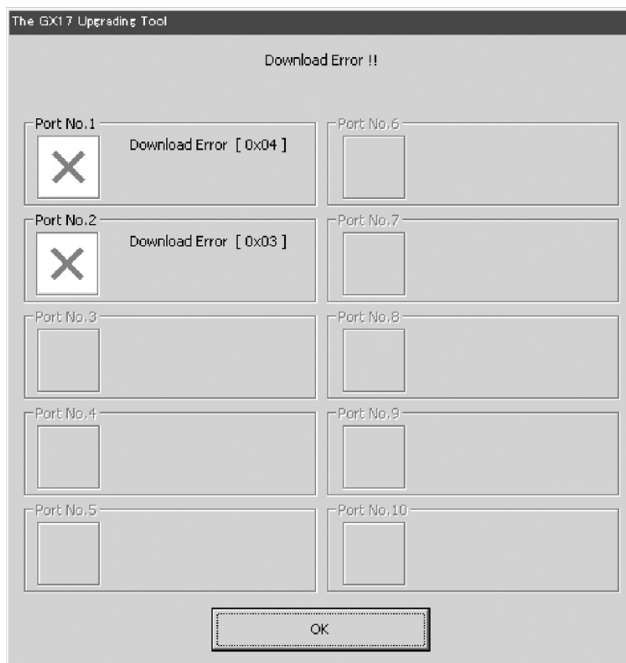 The GX17 Upgrading Tool
Download Error !!
Port No.1
Download Error [ 0x04 ]
Port No.2
Download Error [ 0x03 ]
Port No.3
Port No.4
Port No.5
Port No.6
Port No.7
Port No.8
Port No.9
Port No.10
OK